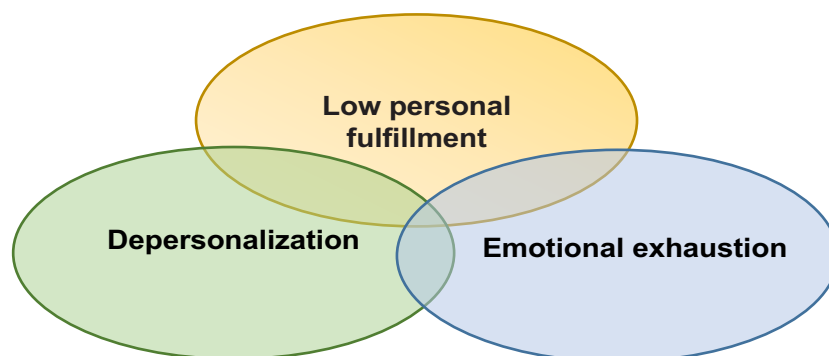 Low personal
fulfillment
Depersonalization
Emotional exhaustion